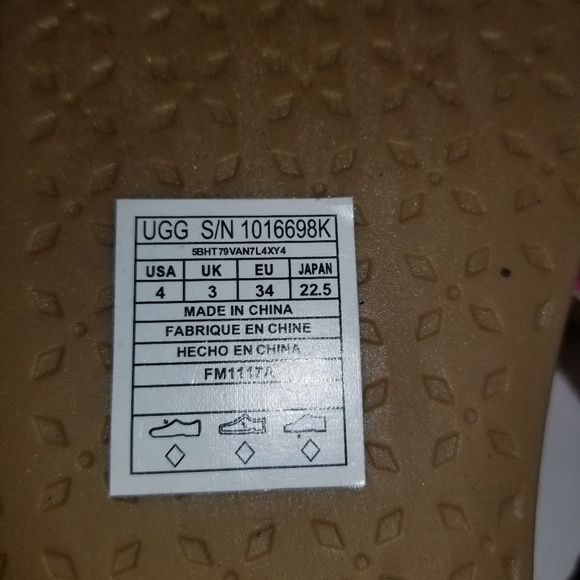 UGG S/N 1016698K
5BHT79VAN7L4XY4
USA UK EU JAPAN
4 3 34 22.5
MADE IN CHINA
FABRIQUE EN CHINE
HECHO EN CHINA
FM1117A